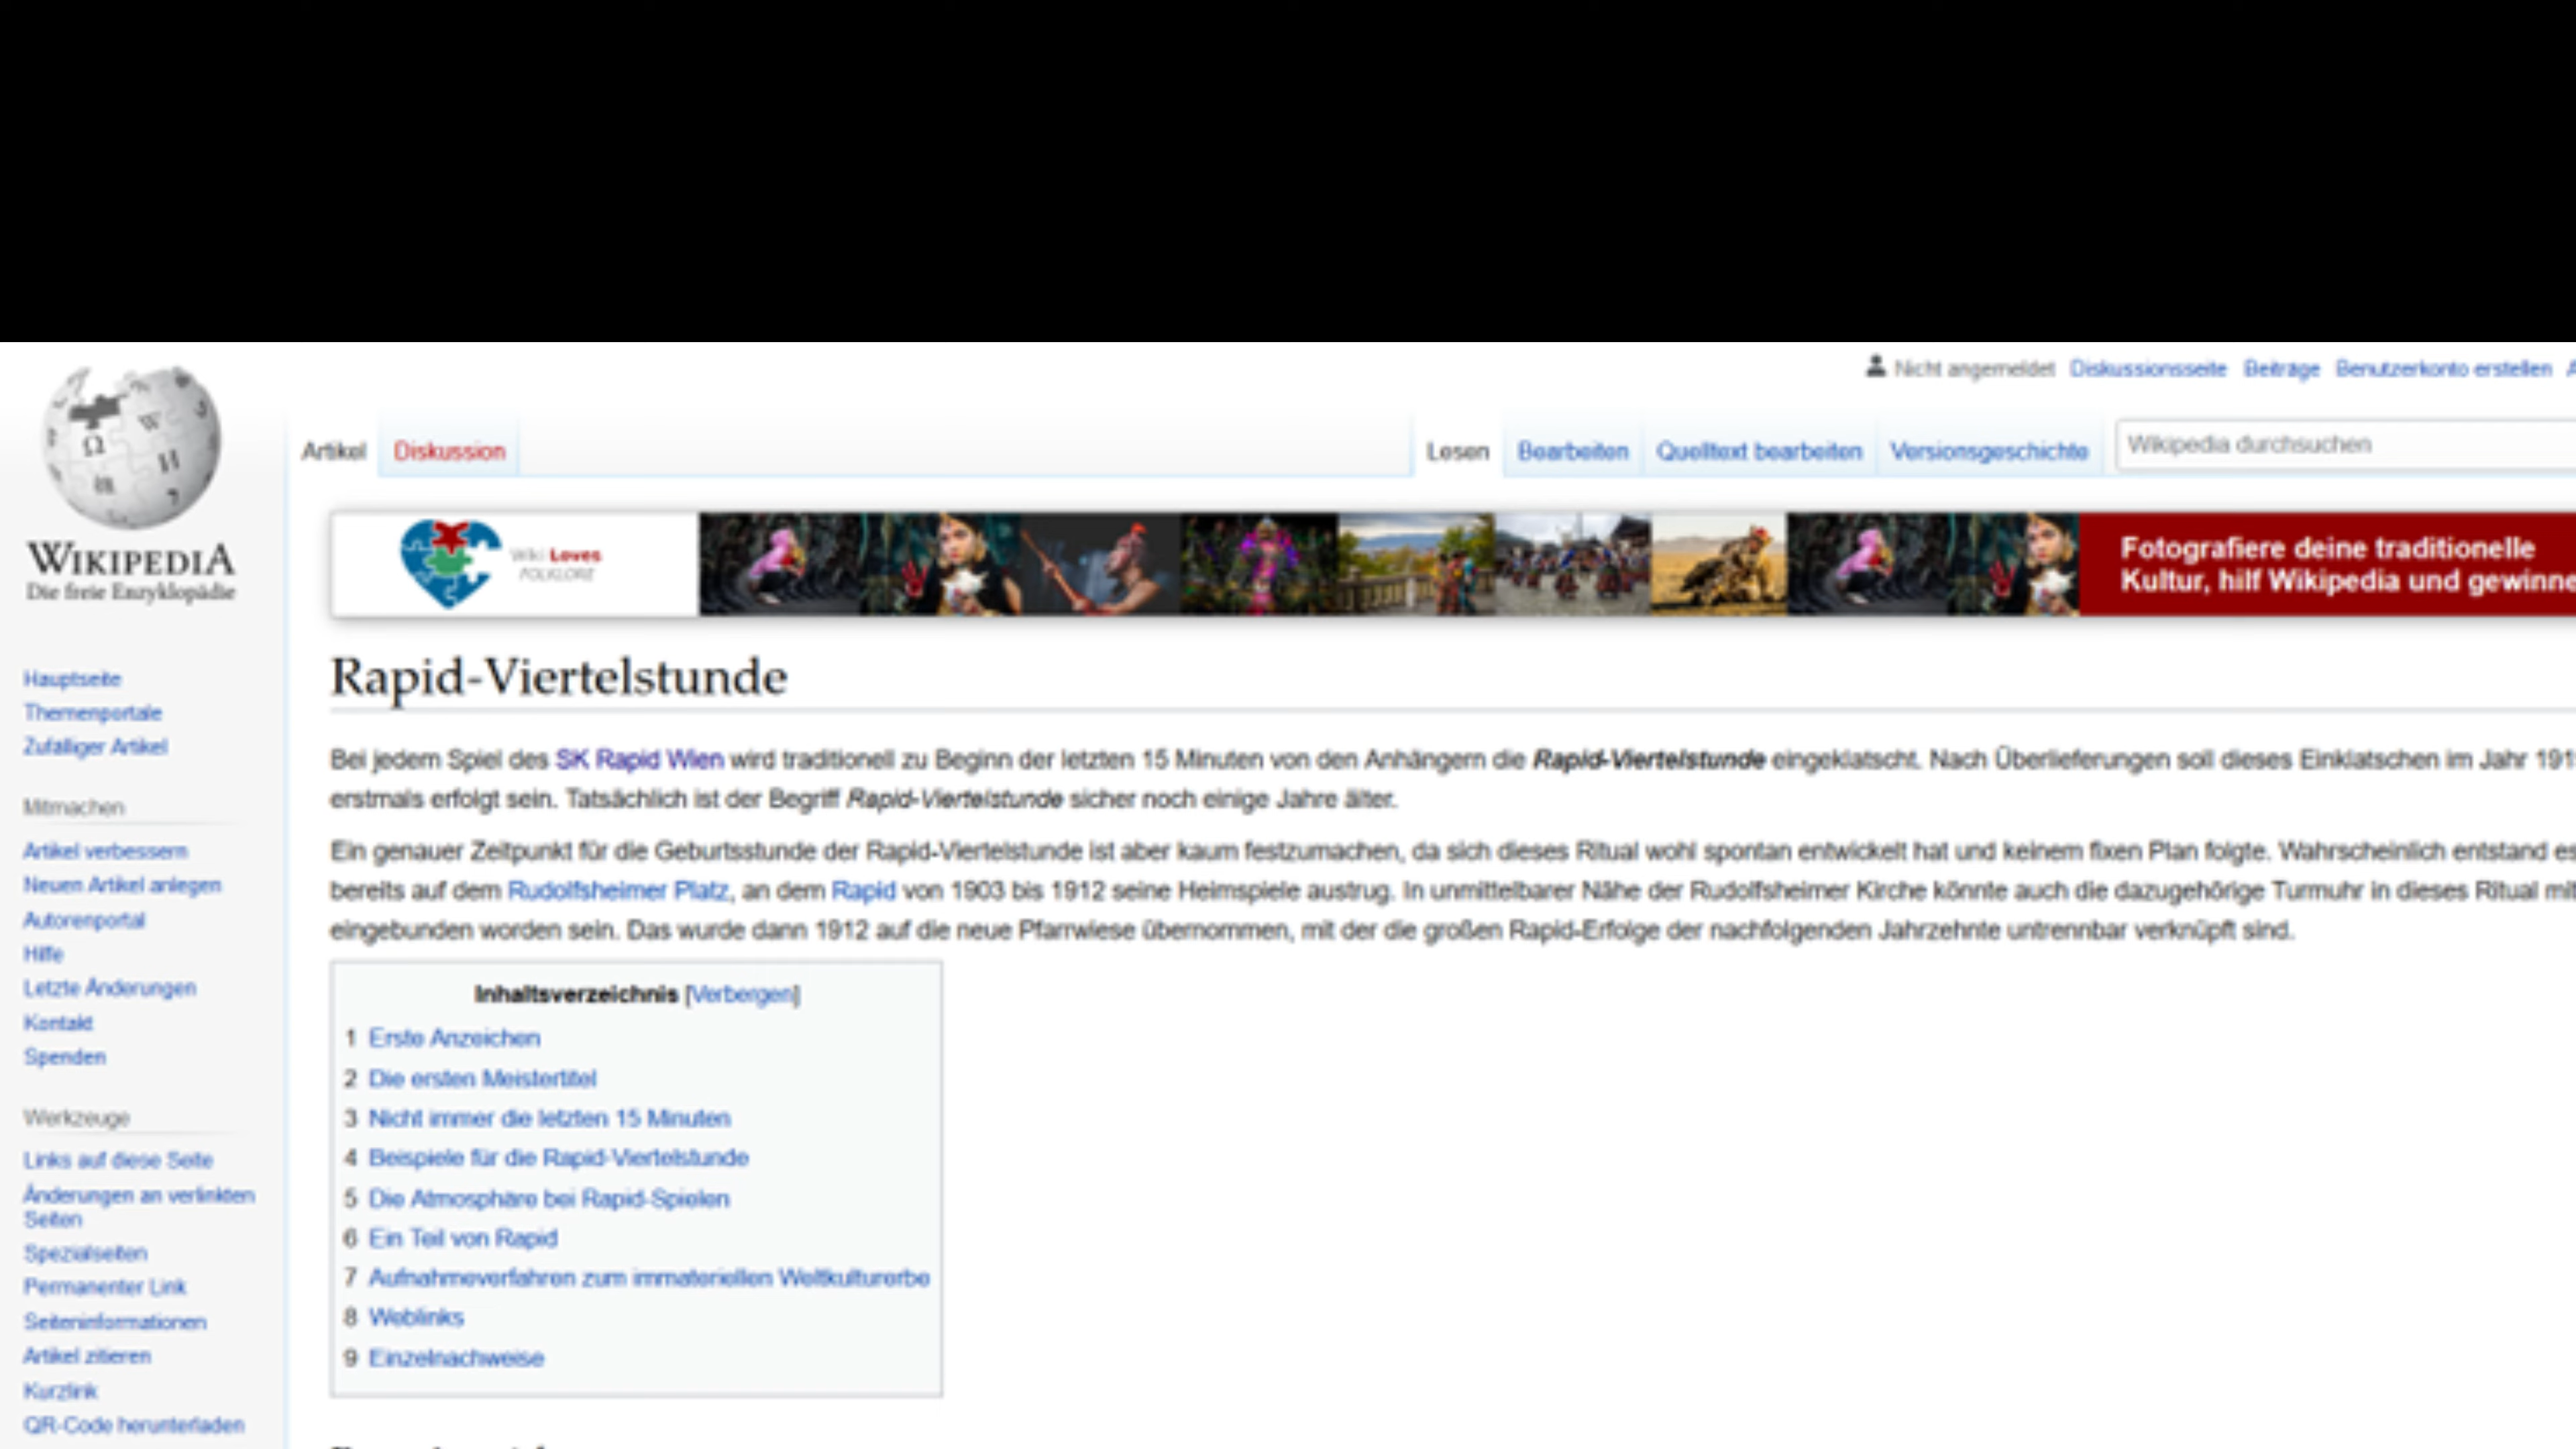 Nicht angemeldet Diskussionsseite Beiträge Benutzerkonto erstellen
Artikel Diskussion Lesen Bearbeiten Quelltext bearbeiten Versionsgeschichte Wikipedia durchsuchen
WIKIPEDIA
Die freie Enzyklopädie
Wiki Loves
FOLKLORE
Fotografiere deine traditionelle
Kultur, hilf Wikipedia und gewinne
Hauptseite
Themenportale
Zufälliger Artikel
Mitmachen
Artikel verbessern
Neuen Artikel anlegen
Autorenportal
Hilfe
Letzte Änderungen
Kontakt
Spenden
Werkzeuge
Links auf diese Seite
Änderungen an verlinkten
Seiten
Spezialseiten
Permanenter Link
Seiteninformationen
Artikel zitieren
Kurzlink
QR-Code herunterladen
Rapid-Viertelstunde
Bei jedem Spiel des SK Rapid Wien wird traditionell zu Beginn der letzten 15 Minuten von den Anhängern die Rapid-Viertelstunde eingeklatscht. Nach Überlieferungen soll dieses Einklatschen im Jahr
erstmals erfolgt sein. Tatsächlich ist der Begriff Rapid-Viertelstunde sicher noch einige Jahre älter.
Ein genauer Zeitpunkt für die Geburtsstunde der Rapid-Viertelstunde ist aber kaum festzumachen, da sich dieses Ritual wohl spontan entwickelt hat und keinem fixen Plan folgte. Wahrscheinlich entstand es
bereits auf dem Rudolfsheimer Platz, an dem Rapid von 1903 bis 1912 seine Heimspiele austrug. In unmittelbarer Nähe der Rudolfsheimer Kirche könnte auch die dazugehörige Turmuhr in dieses Ritual mit
eingebunden worden sein. Das wurde dann 1912 auf die neue Pfarrwiese übernommen, mit der die großen Rapid-Erfolge der nachfolgenden Jahrzehnte untrennbar verknüpft sind.
Inhaltsverzeichnis [Verbergen]
1 Erste Anzeichen
2 Die ersten Meistertitel
3 Nicht immer die letzten 15 Minuten
4 Beispiele für die Rapid-Viertelstunde
5 Die Atmosphäre bei Rapid-Spielen
6 Ein Teil von Rapid
7 Aufnahmeverfahren zum immateriellen Weltkulturerbe
8 Weblinks
9 Einzelnachweise